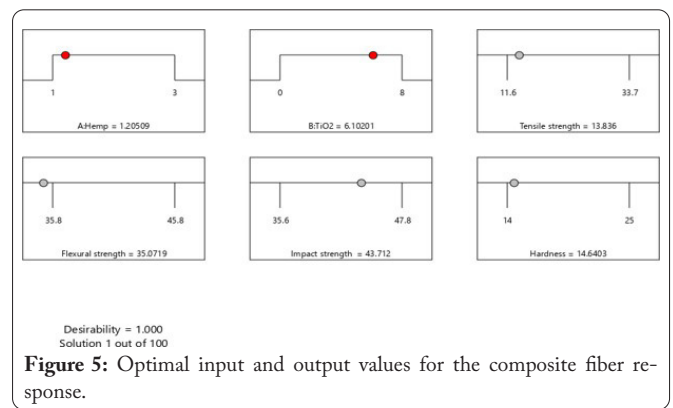 1 3
A:Hemp = 1.20509
0 8
B:TiO2 = 6.10201
11.6 33.7
Tensile strength = 13.836
35.8 45.8
Flexural strength = 35.0719
35.6 47.8
Impact strength = 43.712
14 25
Hardness = 14.6403
Desirability = 1.000
Solution 1 out of 100
Figure 5: Optimal input and output values for the composite fiber re-
sponse.